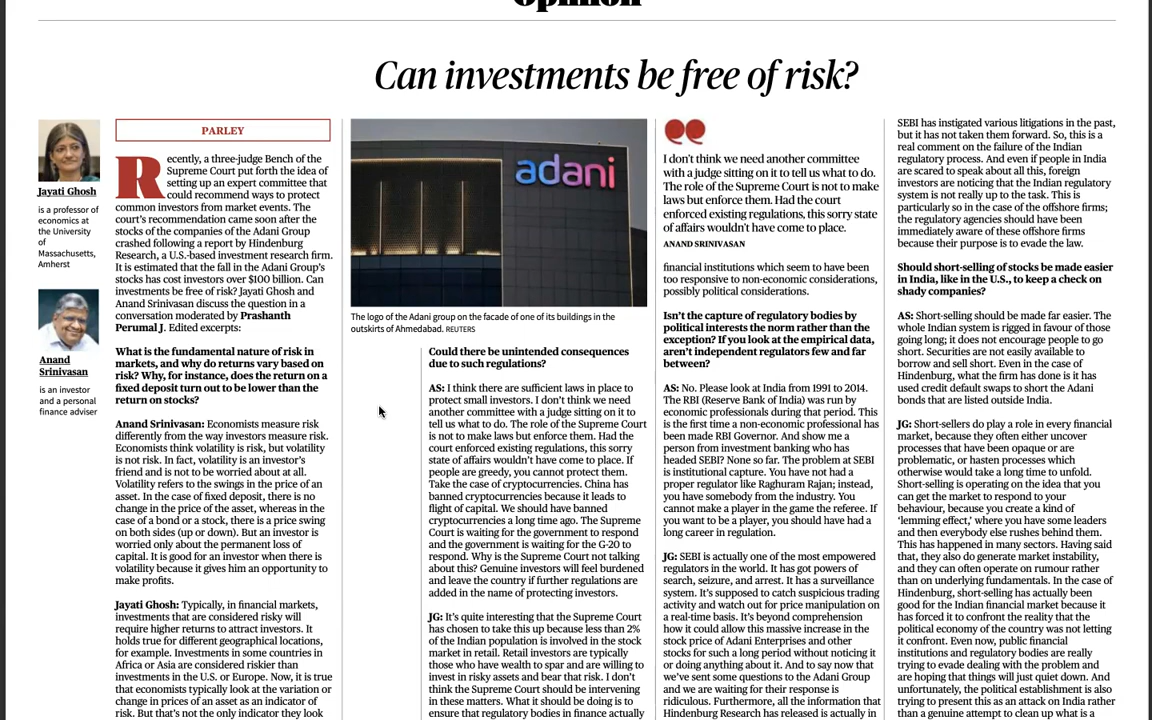 Opinion
Can investments be free of risk?
Jayati Ghosh
is a professor of
economics at
the University
of
Massachusetts,
Amherst
Anand
Srinivasan
is an investor
and a personal
finance adviser
PARLEY
Recently, a three-judge Bench of the
Supreme Court put forth the idea of
setting up an expert committee that
could recommend ways to protect
common investors from market events. The
court's recommendation came soon after the
stocks of the companies of the Adani Group
crashed following a report by Hindenburg
Research, a U.S.-based investment research firm.
It is estimated that the fall in the Adani Group's
stocks has cost investors over $100 billion. Can
investments be free of risk? Jayati Ghosh and
Anand Srinivasan discuss the question in a
conversation moderated by Prashanth
Perumal J. Edited excerpts:
What is the fundamental nature of risk in
markets, and why do returns vary based on
risk? Why, for instance, does the return on a
fixed deposit turn out to be lower than the
return on stocks?
Anand Srinivasan: Economists measure risk
differently from the way investors measure risk.
Economists think volatility is risk, but volatility
is not risk. In fact, volatility is an investor's
friend and is not to be worried about at all.
Volatility refers to the swings in the price of an
asset. In the case of fixed deposit, there is no
change in the price of the asset, whereas in the
case of a bond or a stock, there is a price swing
on both sides (up or down). But an investor is
worried only about the permanent loss of
capital. It is good for an investor when there is
volatility because it gives him an opportunity to
make profits.
Jayati Ghosh: Typically, in financial markets,
investments that are considered risky will
require higher returns to attract investors. It
holds true for different geographical locations,
for example. Investments in some countries in
Africa or Asia are considered riskier than
investments in the U.S. or Europe. Now, it is true
that economists typically look at the variation or
change in prices of an asset as an indicator of
risk. But that's not the only indicator they look
adani
The logo of the Adani group on the facade of one of its buildings in the
outskirts of Ahmedabad. REUTERS
Could there be unintended consequences
due to such regulations?
AS: I think there are sufficient laws in place to
protect small investors. I don't think we need
another committee with a judge sitting on it to
tell us what to do. The role of the Supreme Court
is not to make laws but enforce them. Had the
court enforced existing regulations, this sorry
state of affairs wouldn't have come to place. If
people are greedy, you cannot protect them.
Take the case of cryptocurrencies. China has
banned cryptocurrencies because it leads to
flight of capital. We should have banned
cryptocurrencies a long time ago. The Supreme
Court is waiting for the government to respond
and the government is waiting for the G-20 to
respond. Why is the Supreme Court not talking
about this? Genuine investors will feel burdened
and leave the country if further regulations are
added in the name of protecting investors.
JG: It's quite interesting that the Supreme Court
has chosen to take this up because less than 2%
of the Indian population is involved in the stock
market in retail. Retail investors are typically
those who have wealth to spar and are willing to
invest in risky assets and bear that risk. I don't
think the Supreme Court should be intervening
in these matters. What it should be doing is to
ensure that regulatory bodies in finance actually
I don't think we need another committee
with a judge sitting on it to tell us what to do.
The role of the Supreme Court is not to make
laws but enforce them. Had the court
enforced existing regulations, this sorry state
of affairs wouldn't have come to place.
ANAND SRINIVASAN
financial institutions which seem to have been
too responsive to non-economic considerations,
possibly political considerations.
Isn't the capture of regulatory bodies by
political interests the norm rather than the
exception? If you look at the empirical data,
aren't independent regulators few and far
between?
AS: No. Please look at India from 1991 to 2014.
The RBI (Reserve Bank of India) was run by
economic professionals during that period. This
is the first time a non-economic professional has
been made RBI Governor. And show me a
person from investment banking who has
headed SEBI? None so far. The problem at SEBI
is institutional capture. You have not had a
proper regulator like Raghuram Rajan; instead,
you have somebody from the industry. You
cannot make a player in the game the referee. If
you want to be a player, you should have had a
long career in regulation.
JG: SEBI is actually one of the most empowered
regulators in the world. It has got powers of
search, seizure, and arrest. It has a surveillance
system. It's supposed to catch suspicious trading
activity and watch out for price manipulation on
a real-time basis. It's beyond comprehension
how it could allow this massive increase in the
stock price of Adani Enterprises and other
stocks for such a long period without noticing it
or doing anything about it. And to say now that
we've sent some questions to the Adani Group
and we are waiting for their response is
ridiculous. Furthermore, all the information that
Hindenburg Research has released is actually in
SEBI has instigated various litigations in the past,
but it has not taken them forward. So, this is a
real comment on the failure of the Indian
regulatory process. And even if people in India
are scared to speak about all this, foreign
investors are noticing that the Indian regulatory
system is not really up to the task. This is
particularly so in the case of the offshore firms;
the regulatory agencies should have been
immediately aware of these offshore firms
because their purpose is to evade the law.
Should short-selling of stocks be made easier
in India, like in the U.S., to keep a check on
shady companies?
AS: Short-selling should be made far easier. The
whole Indian system is rigged in favour of those
going long; it does not encourage people to go
short. Securities are not easily available to
borrow and sell short. Even in the case of
Hindenburg, what the firm has done is it has
used credit default swaps to short the Adani
bonds that are listed outside India.
JG: Short-sellers do play a role in every financial
market, because they often either uncover
processes that have been opaque or are
problematic, or hasten processes which
otherwise would take a long time to unfold.
Short-selling is operating on the idea that you
can get the market to respond to your
behaviour, because you create a kind of
'lemming effect,' where you have some leaders
and then everybody else rushes behind them.
This has happened in many sectors. Having said
that, they also do generate market instability,
and they can often operate on rumour rather
than on underlying fundamentals. In the case of
Hindenburg, short-selling has actually been
good for the Indian financial market because it
has forced it to confront the reality that the
political economy of the country was not letting
it confront. Even now, public financial
institutions and regulatory bodies are really
trying to evade dealing with the problem and
are hoping that things will just quiet down. And
unfortunately, the political establishment is also
trying to present this as an attack on India rather
than a genuine attempt to clean up what is a